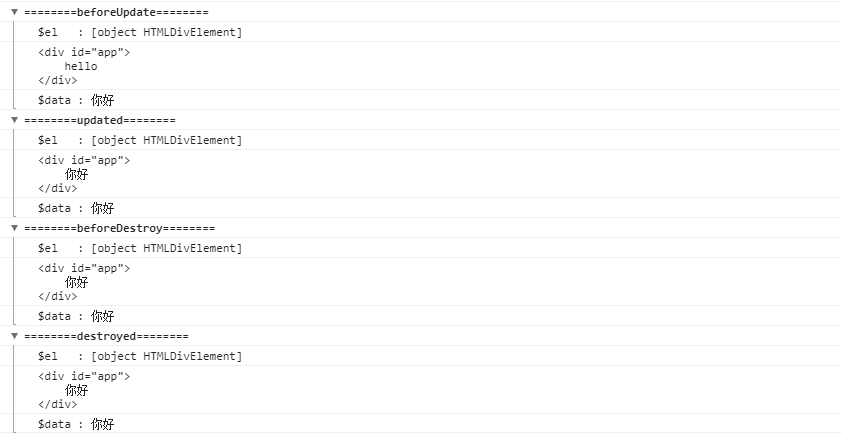 ▼ ========beforeUpdate========
$el   : [object HTMLDivElement]
<div id="app">
hello
</div>
$data : 你好
▼ ========updated========
$el   : [object HTMLDivElement]
<div id="app">
你好
</div>
$data : 你好
▼ ========beforeDestroy========
$el   : [object HTMLDivElement]
<div id="app">
你好
</div>
$data : 你好
▼ ========destroyed========
$el   : [object HTMLDivElement]
<div id="app">
你好
</div>
$data : 你好